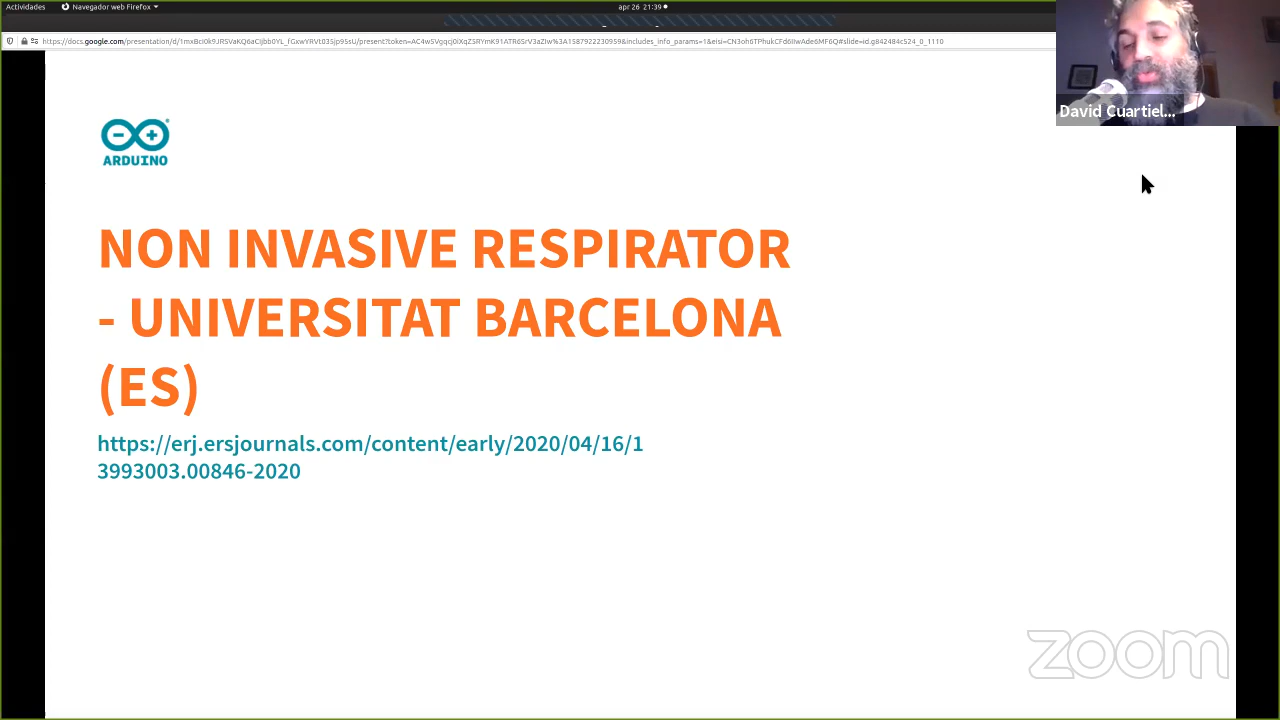 Actividades
Navegador web Firefox
apr 26 21:39
David Cuartiel...
ARDUINO
NON INVASIVE RESPIRATOR
- UNIVERSITAT BARCELONA
(ES)
https://erj.ersjournals.com/content/early/2020/04/16/1
3993003.00846-2020
zoom